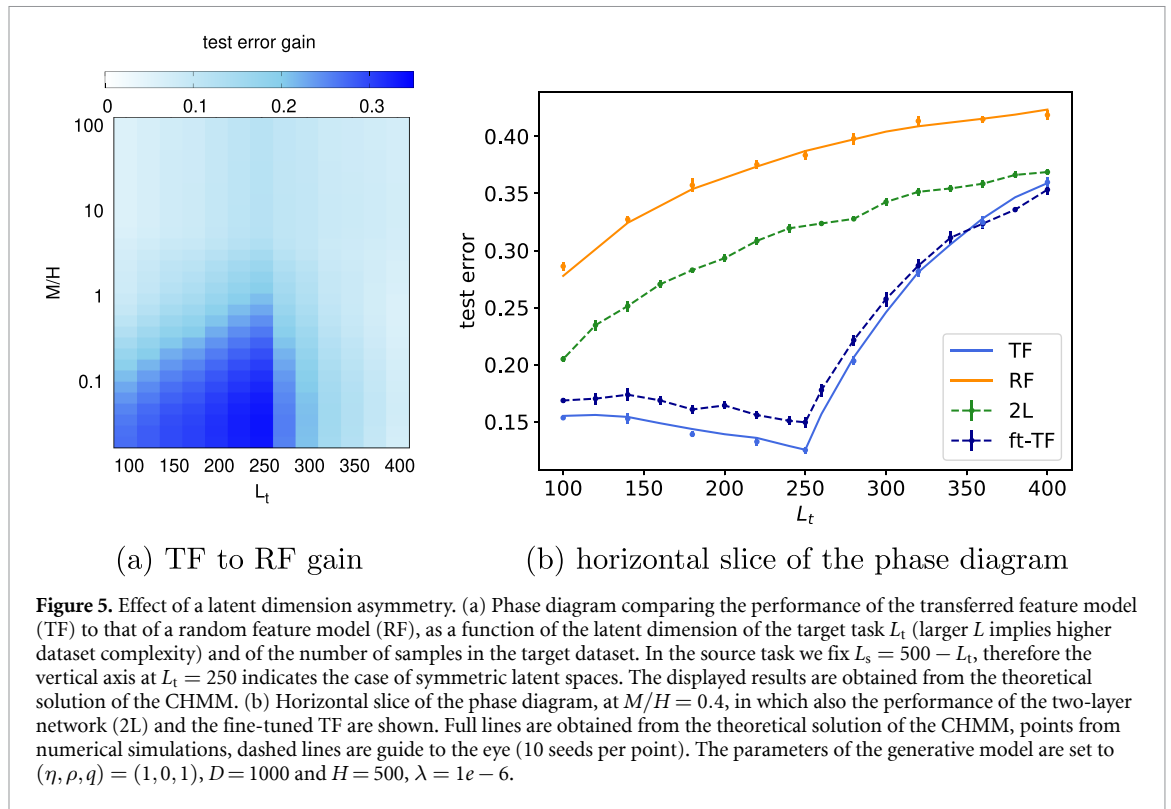 test error gain
0 0.1 0.2 0.3
100
10
1
0.1
M/H
100 150 200 250 300 350 400
L_t
(a) TF to RF gain
0.40
0.35
0.30
0.25
0.20
0.15
test error
100 150 200 250 300 350 400
L_t
TF
RF
2L
ft-TF
(b) horizontal slice of the phase diagram
Figure 5. Effect of a latent dimension asymmetry. (a) Phase diagram comparing the performance of the transferred feature model
(TF) to that of a random feature model (RF), as a function of the latent dimension of the target task L_t (larger L implies higher
dataset complexity) and of the number of samples in the target dataset. In the source task we fix L_s = 500 − L_t, therefore the
vertical axis at L_t = 250 indicates the case of symmetric latent spaces. The displayed results are obtained from the theoretical
solution of the CHMM. (b) Horizontal slice of the phase diagram, at M/H = 0.4, in which also the performance of the two-layer
network (2L) and the fine-tuned TF are shown. Full lines are obtained from the theoretical solution of the CHMM, points from
numerical simulations, dashed lines are guide to the eye (10 seeds per point). The parameters of the generative model are set to
(η, ρ, q) = (1, 0, 1), D = 1000 and H = 500, λ = 1e − 6.